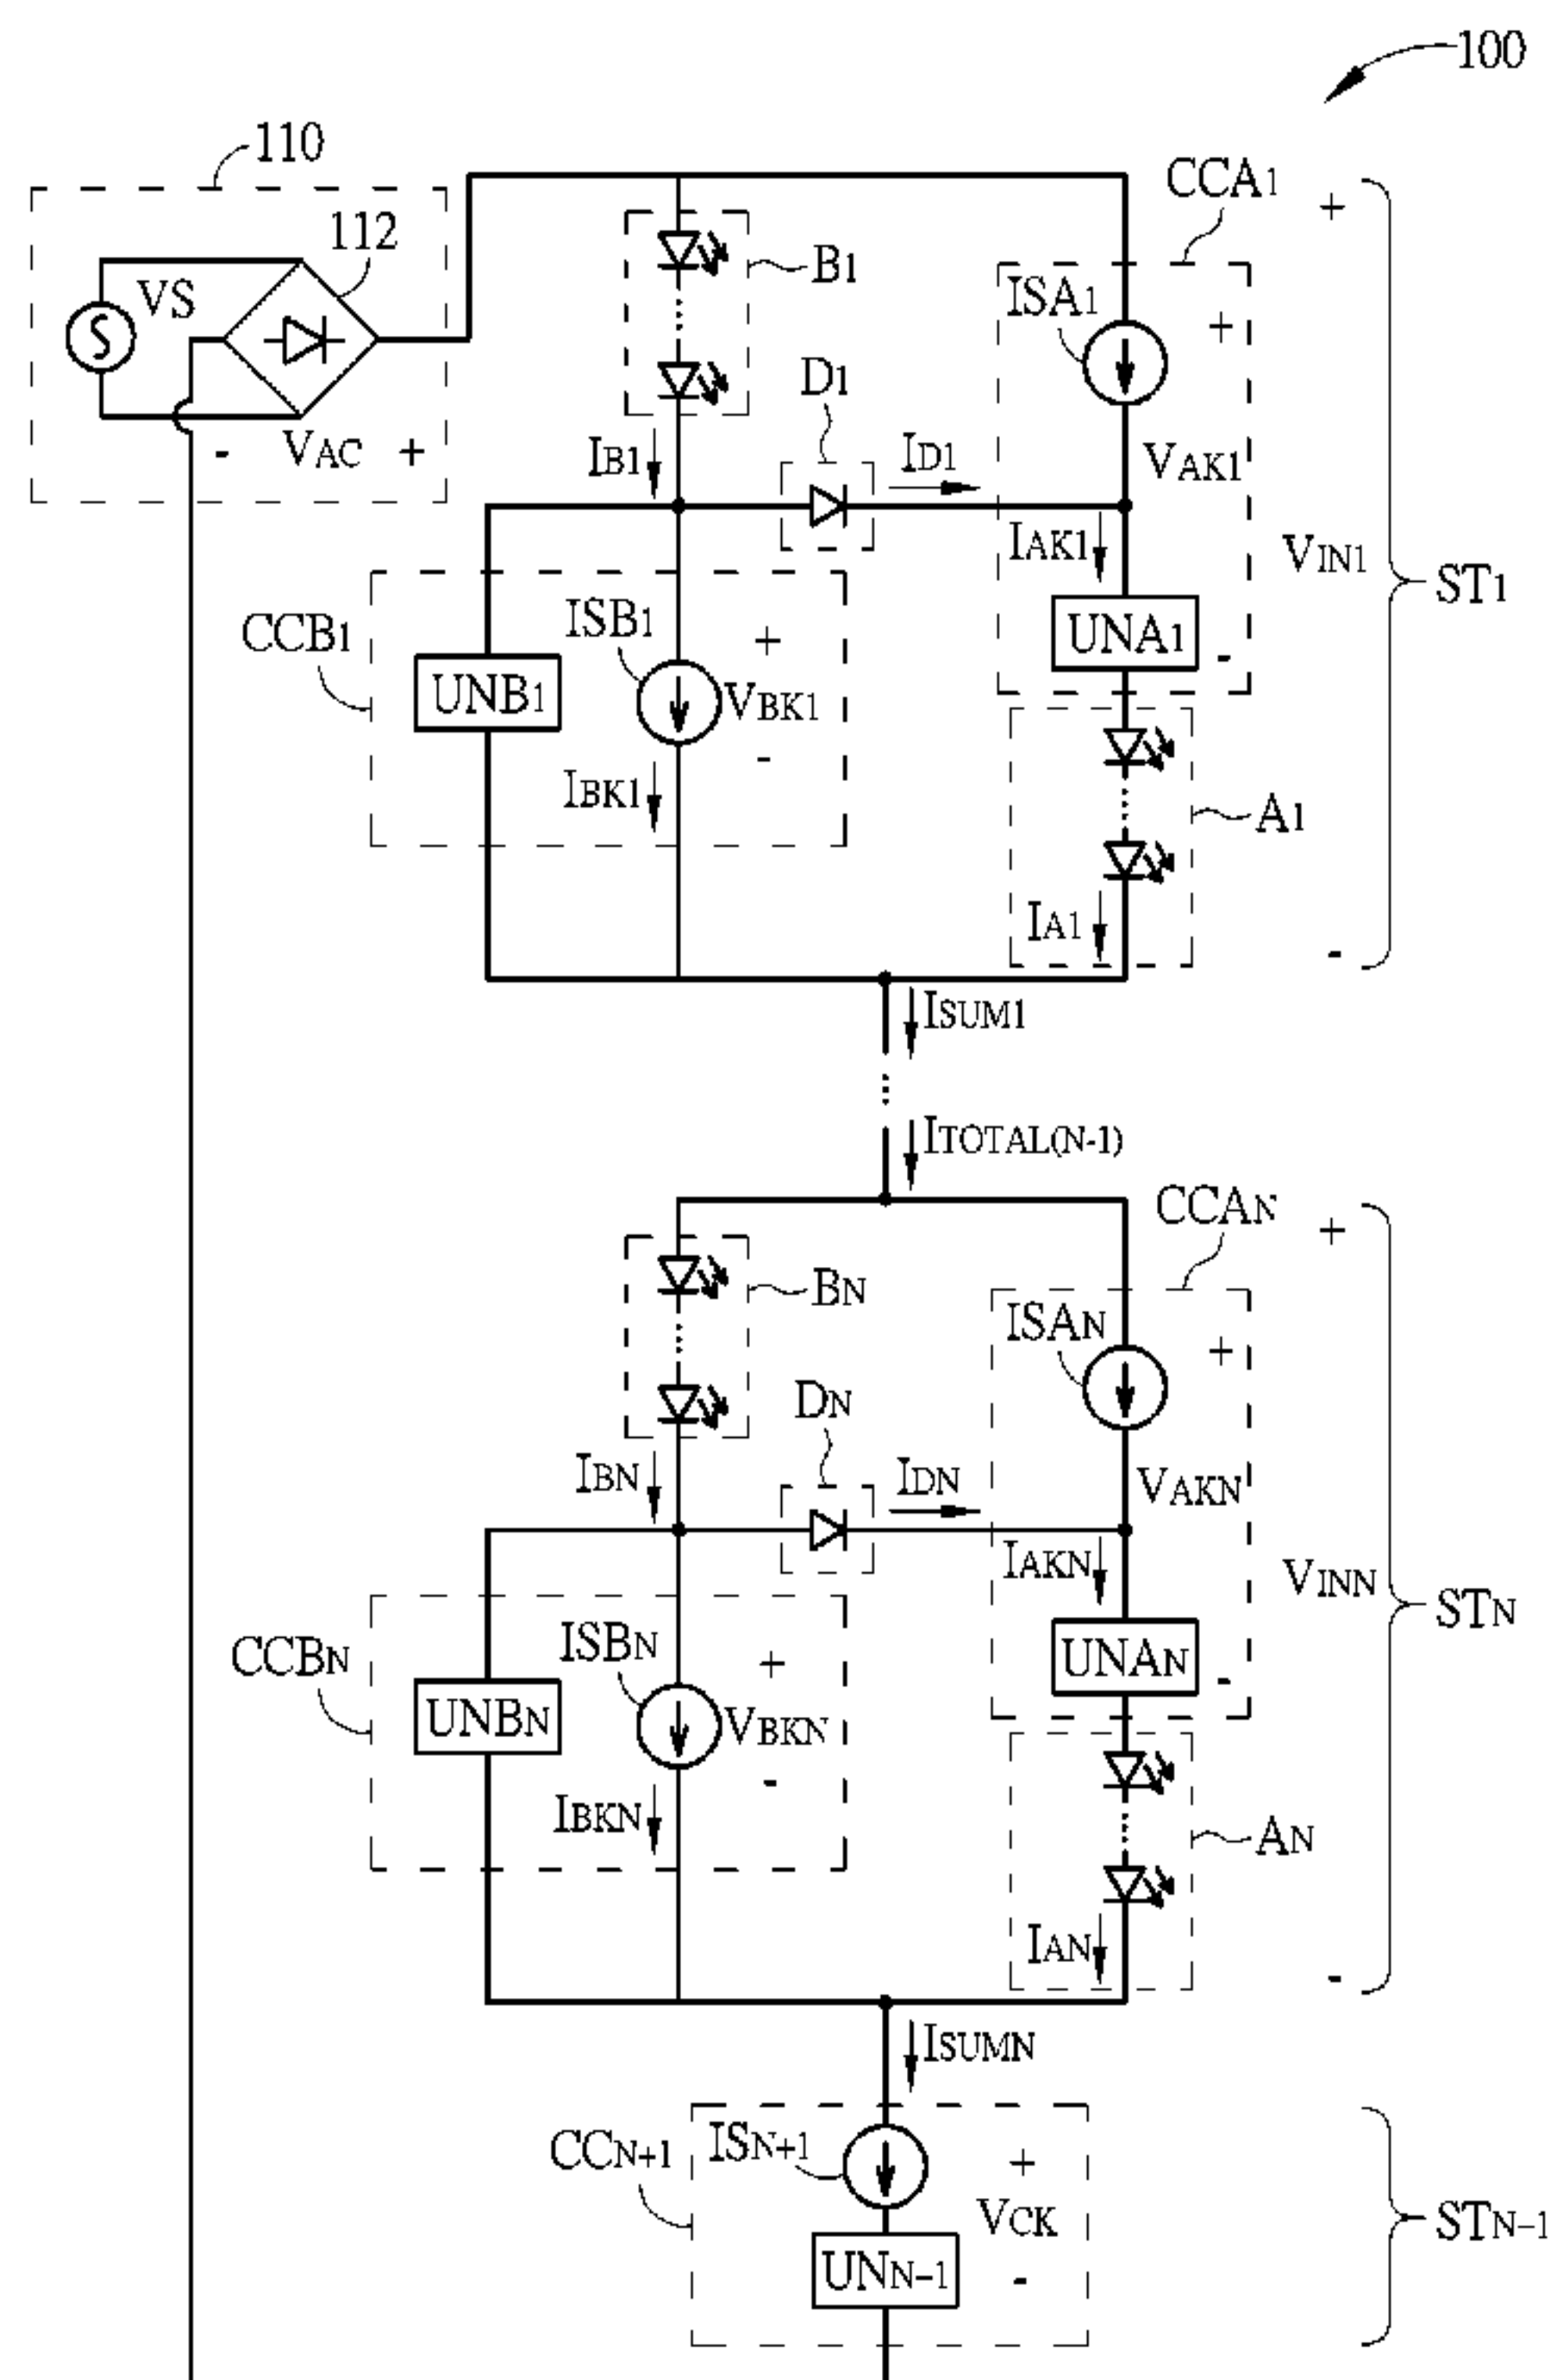 100
110
112
VS
- VAC +
B1
D1
IB1
ID1
CCA1
+
ISA1
+
VAK1
IAK1
UNA1
-
VIN1
ST1
CCB1
UNB1
ISB1
+
VBK1
-
IBK1
A1
IA1
-
ISUM1
ITOTAL(N-1)
BN
DN
IBN
IDN
CCAN
+
ISAN
+
VAKN
IAKN
UNAN
-
VINN
STN
CCBN
UNBN
ISBN
+
VBKN
-
IBKN
AN
IAN
-
ISUMN
CCN+1
ISN+1
+
VCK
-
UNN-1
STN-1